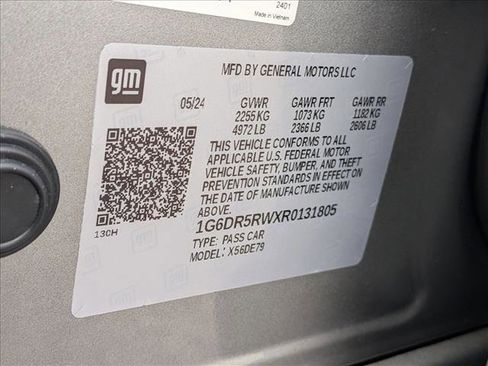 2401
Made in Vietnam
gm
MFD BY GENERAL MOTORS LLC
05/24 GVWR GAWR FRT GAWR RR
2255 KG 1073 KG 1182 KG
4972 LB 2366 LB 2606 LB
THIS VEHICLE CONFORMS TO ALL
APPLICABLE U.S. FEDERAL MOTOR
VEHICLE SAFETY, BUMPER, AND THEFT
PREVENTION STANDARDS IN EFFECT ON
THE DATE OF MANUFACTURE SHOWN
ABOVE.
13CH
1G6DR5RWXR0131805
TYPE: PASS CAR
MODEL: X56DE79